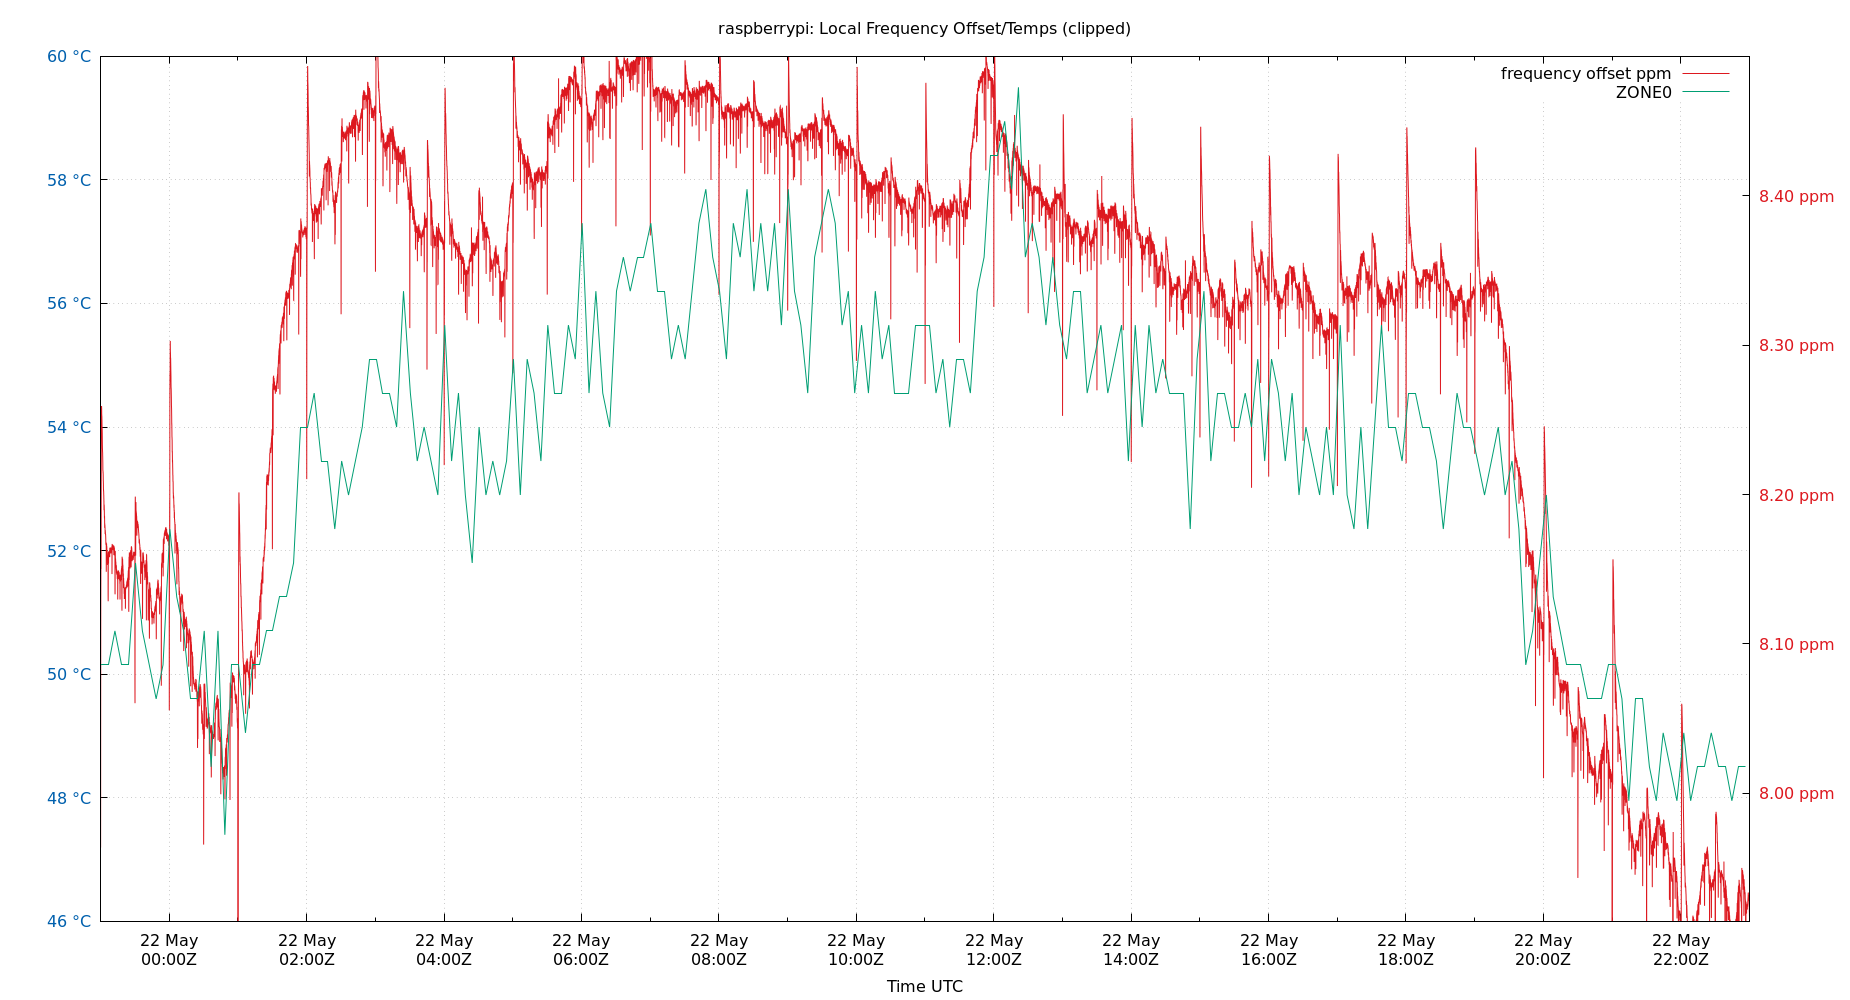 raspberrypi: Local Frequency Offset/Temps (clipped)
frequency offset ppm
ZONE0
60 °C
58 °C
56 °C
54 °C
52 °C
50 °C
48 °C
46 °C
8.40 ppm
8.30 ppm
8.20 ppm
8.10 ppm
8.00 ppm
22 May 22 May 22 May 22 May 22 May 22 May 22 May 22 May 22 May 22 May 22 May 22 May
00:00Z 02:00Z 04:00Z 06:00Z 08:00Z 10:00Z 12:00Z 14:00Z 16:00Z 18:00Z 20:00Z 22:00Z
Time UTC